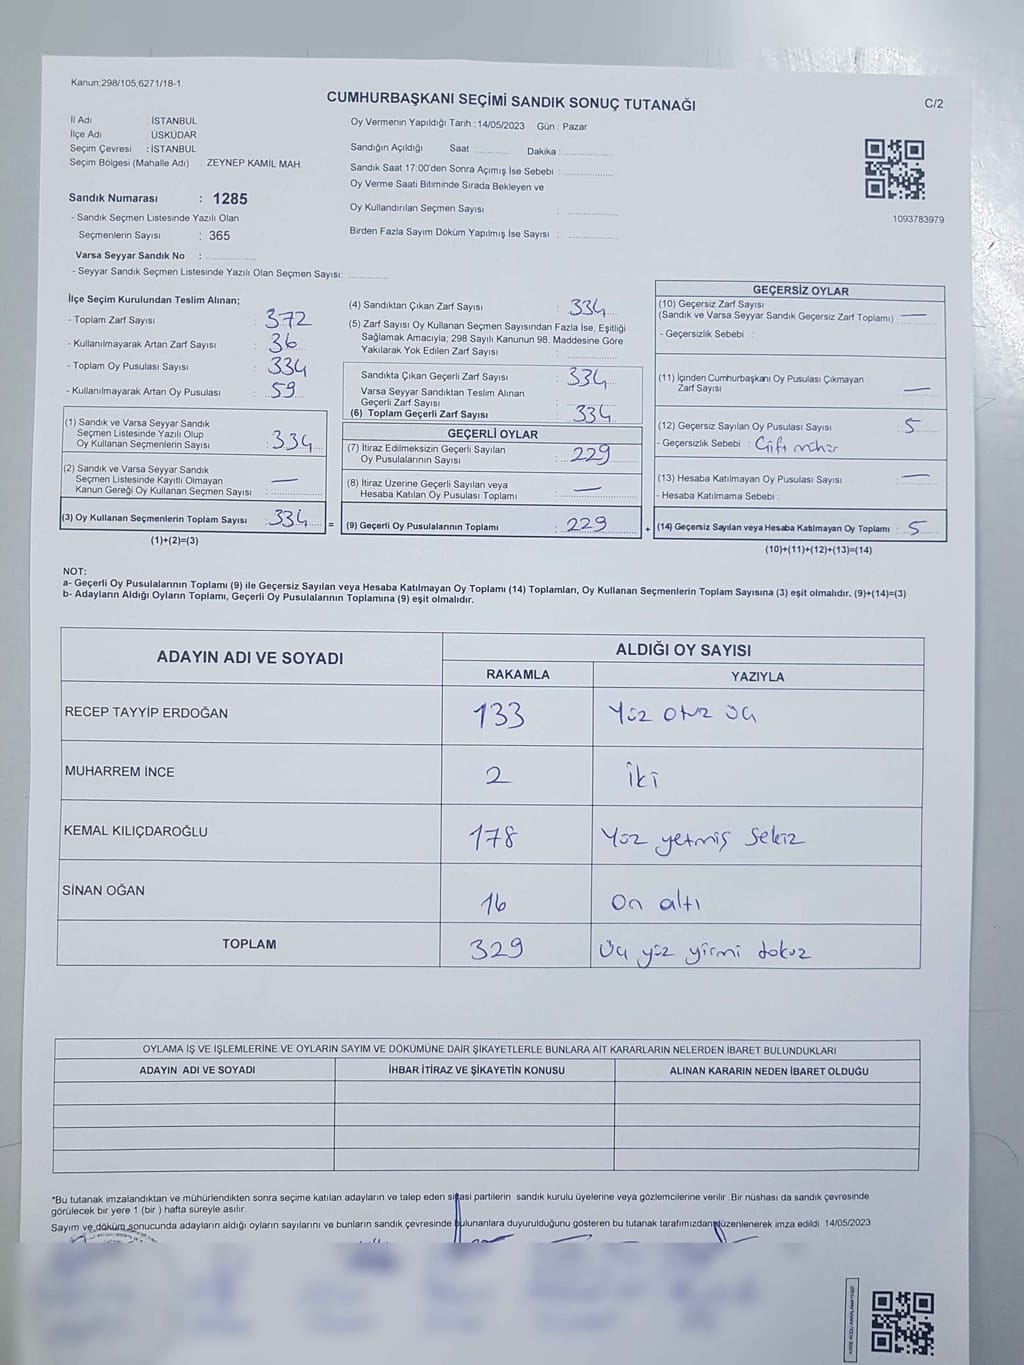 Kanun;298/105;6271/18-1
CUMHURBAŞKANI SEÇİMİ SANDIK SONUÇ TUTANAĞI
C/2
İl Adı : İSTANBUL
İlçe Adı : ÜSKÜDAR
Seçim Çevresi : İSTANBUL
Seçim Bölgesi (Mahalle Adı) : ZEYNEP KAMİL MAH.
Sandık Numarası : 1285
- Sandık Seçmen Listesinde Yazılı Olan
Seçmenlerin Sayısı : 365
Varsa Seyyar Sandık No :
- Seyyar Sandık Seçmen Listesinde Yazılı Olan Seçmen Sayısı:
Oy Vermenin Yapıldığı Tarih : 14/05/2023 Gün : Pazar
Sandığın Açıldığı Saat : Dakika :
Sandık Saat 17:00'den Sonra Açımış İse Sebebi :
Oy Verme Saati Bitiminde Sırada Bekleyen ve
Oy Kullandırılan Seçmen Sayısı :
Birden Fazla Sayım Döküm Yapılmış İse Sayısı :
1093783979
İlçe Seçim Kurulundan Teslim Alınan;
- Toplam Zarf Sayısı : 372
- Kullanılmayarak Artan Zarf Sayısı : 36
- Toplam Oy Pusulası Sayısı : 334
- Kullanılmayarak Artan Oy Pusulası : 59
(1) Sandık ve Varsa Seyyar Sandık
Seçmen Listesinde Yazılı Olup
Oy Kullanan Seçmenlerin Sayısı : 334
(2) Sandık ve Varsa Seyyar Sandık
Seçmen Listesinde Kayıtlı Olmayan
Kanun Gereği Oy Kullanan Seçmen Sayısı : —
(3) Oy Kullanan Seçmenlerin Toplam Sayısı : 334 =
(1)+(2)=(3)
(4) Sandıktan Çıkan Zarf Sayısı : 334
(5) Zarf Sayısı Oy Kullanan Seçmen Sayısından Fazla İse, Eşitliği
Sağlamak Amacıyla; 298 Sayılı Kanunun 98. Maddesine Göre
Yakılarak Yok Edilen Zarf Sayısı :
Sandıkta Çıkan Geçerli Zarf Sayısı : 334
Varsa Seyyar Sandıktan Teslim Alınan
Geçerli Zarf Sayısı :
(6) Toplam Geçerli Zarf Sayısı : 334
GEÇERLİ OYLAR
(7) İtiraz Edilmeksizin Geçerli Sayılan
Oy Pusulalarının Sayısı : 229
(8) İtiraz Üzerine Geçerli Sayılan veya
Hesaba Katılan Oy Pusulası Toplamı : —
(9) Geçerli Oy Pusulalarının Toplamı : 229 +
GEÇERSİZ OYLAR
(10) Geçersiz Zarf Sayısı
(Sandık ve Varsa Seyyar Sandık Geçersiz Zarf Toplamı) : —
- Geçersizlik Sebebi :
(11) İçinden Cumhurbaşkanı Oy Pusulası Çıkmayan
Zarf Sayısı —
(12) Geçersiz Sayılan Oy Pusulası Sayısı : 5
- Geçersizlik Sebebi : Çift mühür
(13) Hesaba Katılmayan Oy Pusulası Sayısı : —
- Hesaba Katılmama Sebebi :
(14) Geçersiz Sayılan veya Hesaba Katılmayan Oy Toplamı : 5
(10)+(11)+(12)+(13)=(14)
NOT:
a- Geçerli Oy Pusulalarının Toplamı (9) ile Geçersiz Sayılan veya Hesaba Katılmayan Oy Toplamı (14) Toplamları, Oy Kullanan Seçmenlerin Toplam Sayısına (3) eşit olmalıdır. (9)+(14)=(3)
b- Adayların Aldığı Oyların Toplamı, Geçerli Oy Pusulalarının Toplamına (9) eşit olmalıdır.
ADAYIN ADI VE SOYADI
ALDIĞI OY SAYISI
RAKAMLA YAZIYLA
RECEP TAYYİP ERDOĞAN 133 Yüz otuz üç
MUHARREM İNCE 2 İki
KEMAL KILIÇDAROĞLU 178 Yüz yetmiş sekiz
SİNAN OĞAN 16 On altı
TOPLAM 329 Üç yüz yirmi dokuz
OYLAMA İŞ VE İŞLEMLERİNE VE OYLARIN SAYIM VE DÖKÜMÜNE DAİR ŞİKAYETLERLE BUNLARA AİT KARARLARIN NELERDEN İBARET BULUNDUKLARI
ADAYIN ADI VE SOYADI İHBAR İTİRAZ VE ŞİKAYETİN KONUSU ALINAN KARARIN NEDEN İBARET OLDUĞU
*Bu tutanak imzalandıktan ve mühürlendikten sonra seçime katılan adayların ve talep eden siyasi partilerin sandık kurulu üyelerine veya gözlemcilerine verilir. Bir nüshası da sandık çevresinde
görülecek bir yere 1 (bir ) hafta süreyle asılır.
Sayım ve döküm sonucunda adayların aldığı oyların sayılarını ve bunların sandık çevresinde bulunanlara duyurulduğunu gösteren bu tutanak tarafımızdan düzenlenerek imza edildi. 14/05/2023